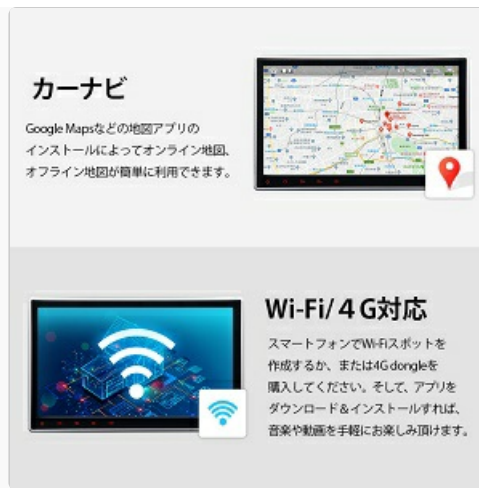 カーナビ
Google Mapsなどの地図アプリの
インストールによってオンライン地図、
オフライン地図が簡単に利用できます。
Wi-Fi/４G対応
スマートフォンでWi-Fiスポットを
作成するか、または4G dongleを
購入してください。そして、アプリを
ダウンロード＆インストールすれば、
音楽や動画を手軽にお楽しみ頂けます。